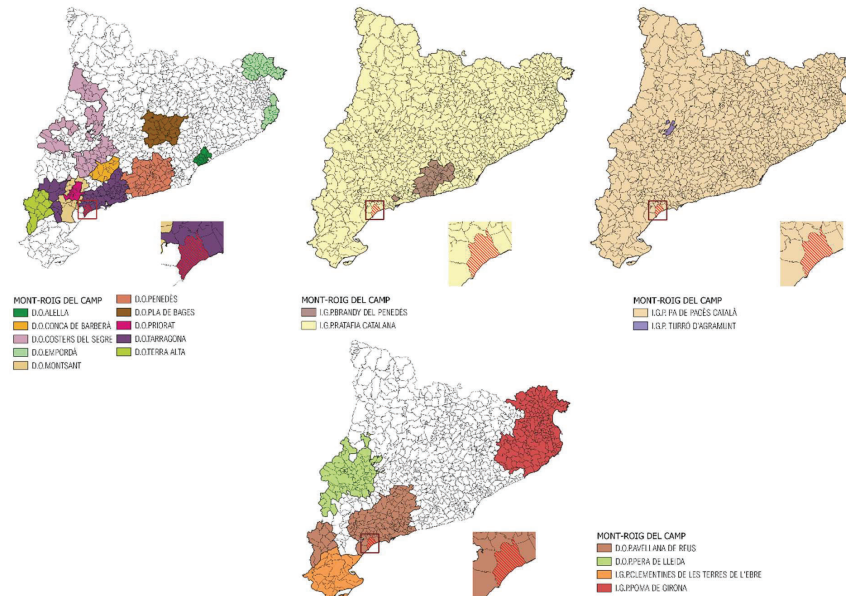 MONT-ROIG DEL CAMP
D.O.ALELLA
D.O.CONCA DE BARBERÀ
D.O.COSTERS DEL SEGRE
D.O.EMPORDÀ
D.O.MONTSANT
D.O.PENEDÈS
D.O.PLA DE BAGES
D.O.PRIORAT
D.O.TARRAGONA
D.O.TERRA ALTA
MONT-ROIG DEL CAMP
I.G.P.BRANDY DEL PENEDÈS
I.G.P.RATAFIA CATALANA
MONT-ROIG DEL CAMP
I.G.P. PA DE PAGÈS CATALÀ
I.G.P. TURRÓ D'AGRAMUNT
MONT-ROIG DEL CAMP
D.O.P.AVELLANA DE REUS
D.O.P.PERA DE LLEIDA
I.G.P.CLEMENTINES DE LES TERRES DE L'EBRE
I.G.P.POMA DE GIRONA